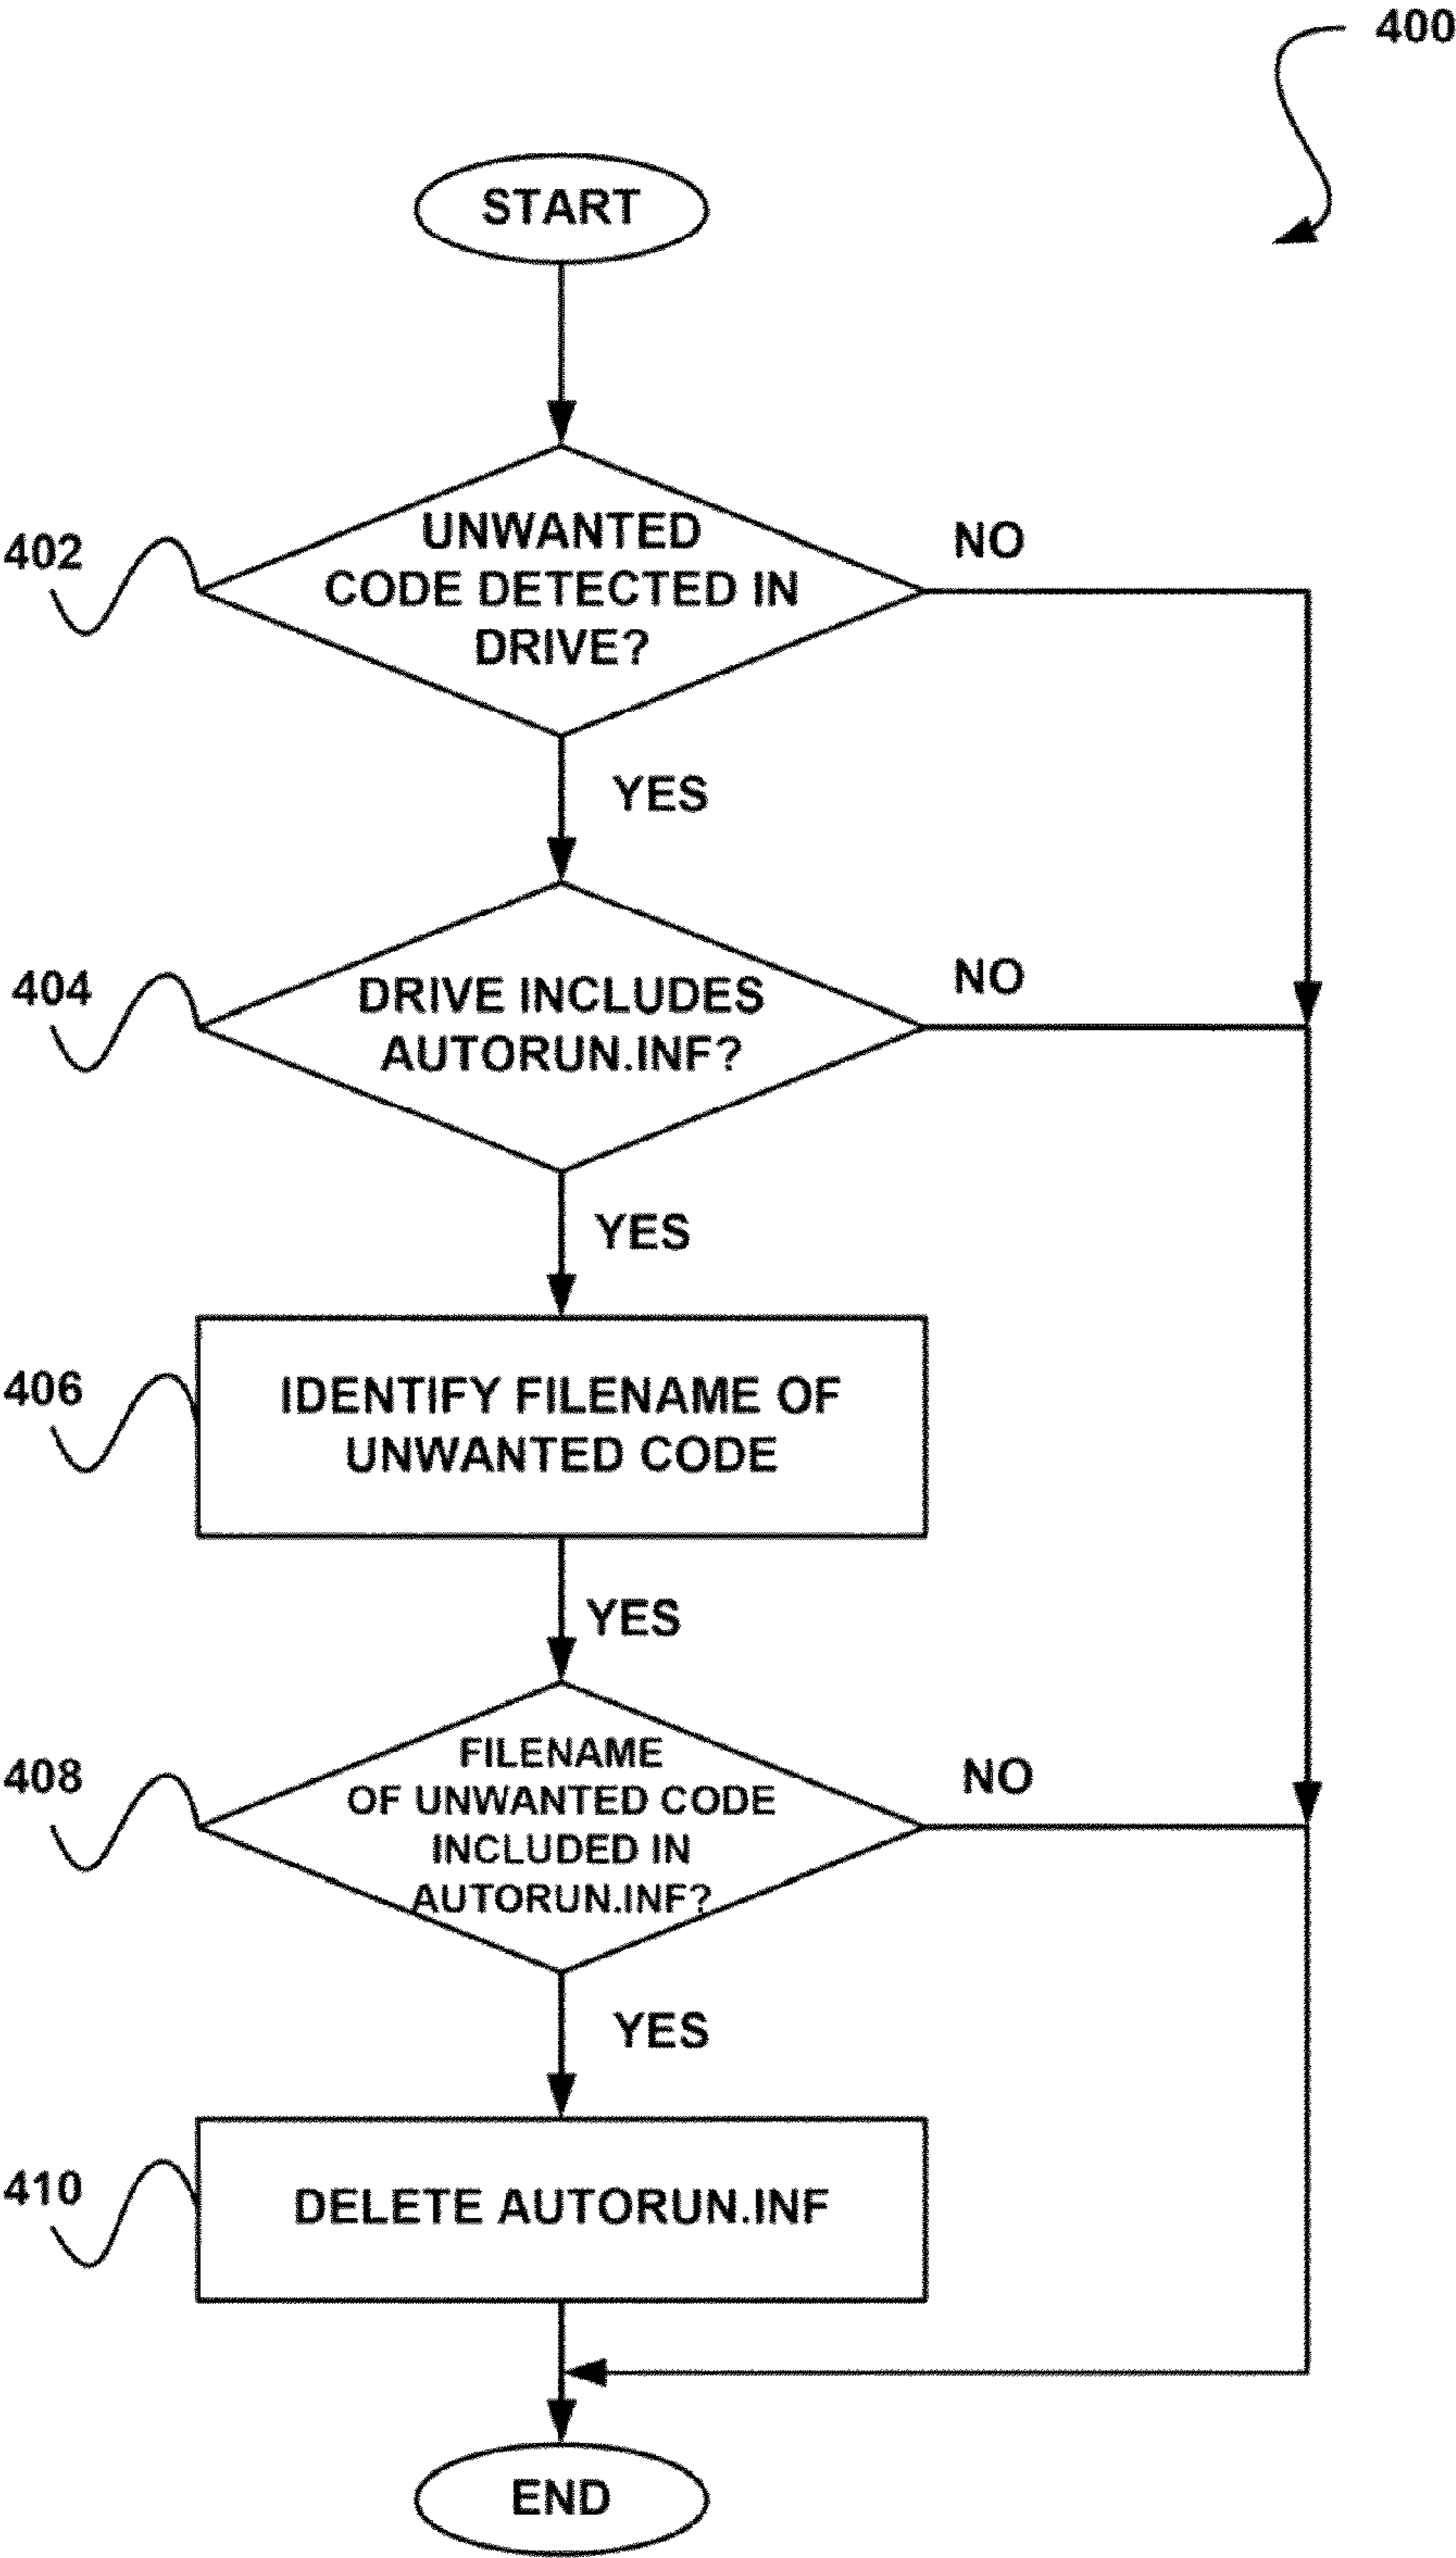 400
START
402
UNWANTED
CODE DETECTED IN
DRIVE?
NO
YES
404
DRIVE INCLUDES
AUTORUN.INF?
NO
YES
406
IDENTIFY FILENAME OF
UNWANTED CODE
YES
408
FILENAME
OF UNWANTED CODE
INCLUDED IN
AUTORUN.INF?
NO
YES
410
DELETE AUTORUN.INF
END